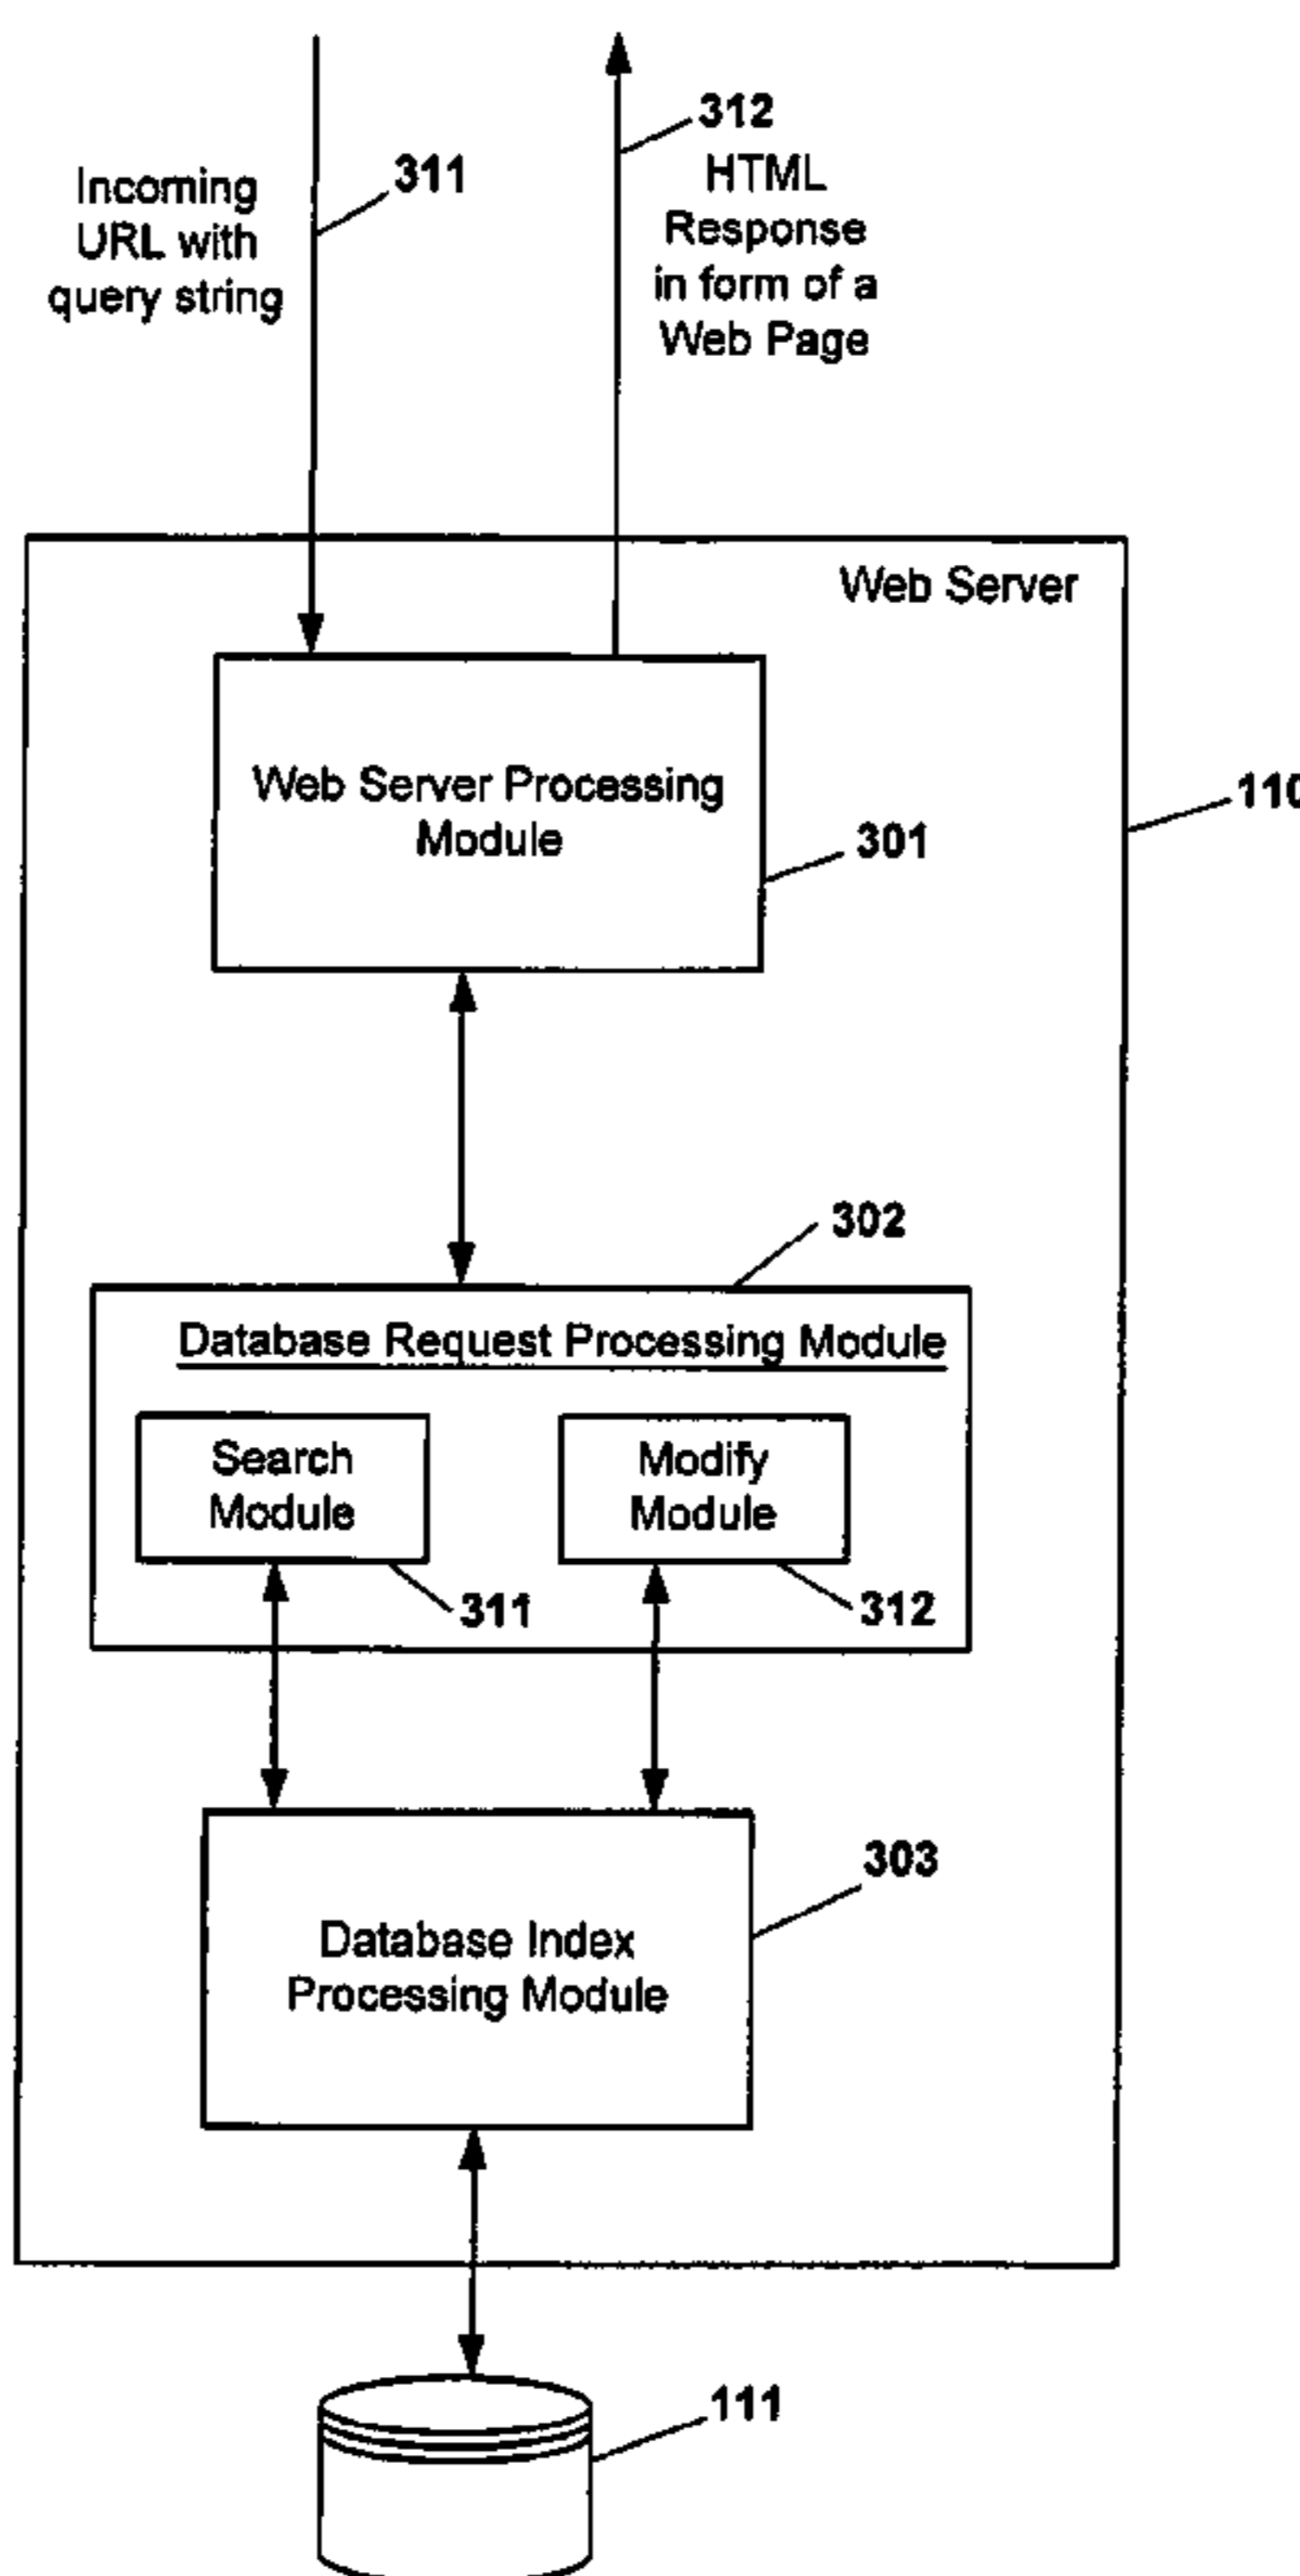 312
311
Incoming
URL with
query string
HTML
Response
in form of a
Web Page
Web Server
Web Server Processing
Module
110
301
302
Database Request Processing Module
Search
Module
Modify
Module
311
312
303
Database Index
Processing Module
111